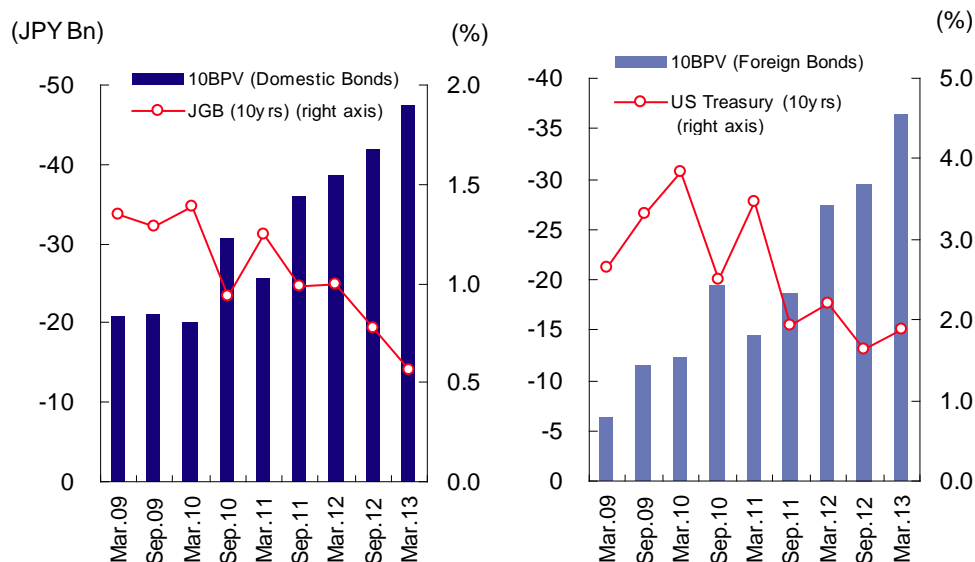 (JPY Bn)
(%)
10BPV (Domestic Bonds)
JGB (10yrs) (right axis)
-50
-40
-30
-20
-10
0
2.0
1.5
1.0
0.5
0.0
Mar.09
Sep.09
Mar.10
Sep.10
Mar.11
Sep.11
Mar.12
Sep.12
Mar.13
(%)
10BPV (Foreign Bonds)
US Treasury (10yrs)
(right axis)
-40
-35
-30
-25
-20
-15
-10
-5
0
5.0
4.0
3.0
2.0
1.0
0.0
Mar.09
Sep.09
Mar.10
Sep.10
Mar.11
Sep.11
Mar.12
Sep.12
Mar.13